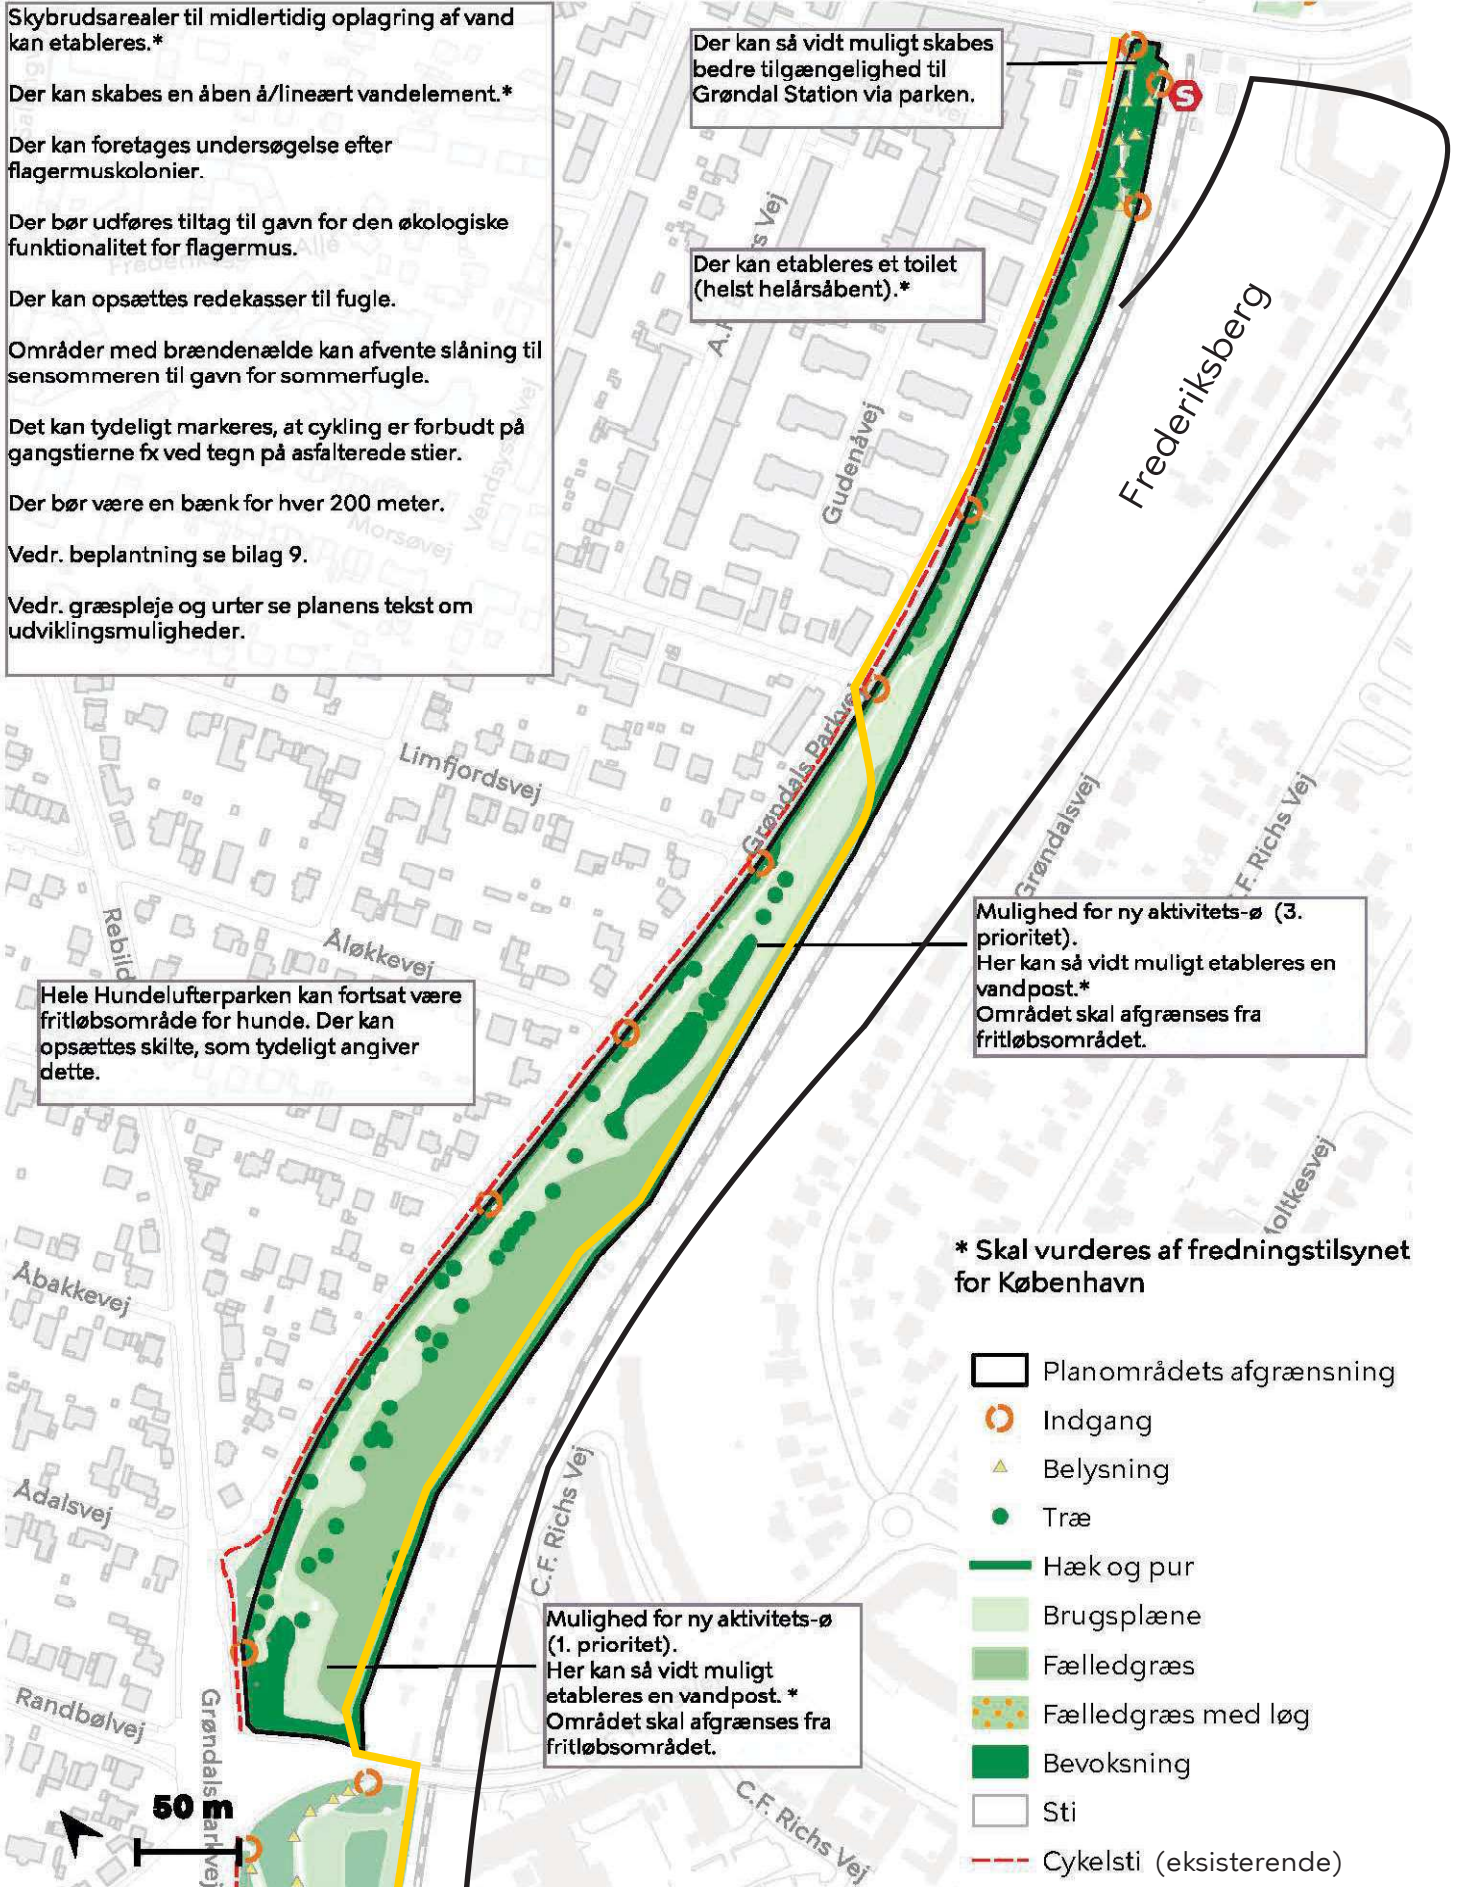 Skybrudsarealer til midlertidig oplagring af vand
kan etableres.*
Der kan skabes en åben å/lineært vandelement.*
Der kan foretages undersøgelse efter
flagermuskolonier.
Der bør udføres tiltag til gavn for den økologiske
funktionalitet for flagermus.
Der kan opsættes redekasser til fugle.
Områder med brændenælde kan afvente slåning til
sensommeren til gavn for sommerfugle.
Det kan tydeligt markeres, at cykling er forbudt på
gangstierne fx ved tegn på asfalterede stier.
Der bør være en bænk for hver 200 meter.
Vedr. beplantning se bilag 9.
Vedr. græspleje og urter se planens tekst om
udviklingsmuligheder.
Morsøvej
Der kan så vidt muligt skabes
bedre tilgængelighed til
Grøndal Station via parken.
S
Der kan etableres et toilet
(helst helårsåbent).*
Vej
Gudenåvej
Frederiksberg
Limfjordsvej
Grøndals Parkvej
Grøndalsvej
F. Richs Vej
Rebild
Åløkkevej
Mulighed for ny aktivitets-ø (3.
prioritet).
Her kan så vidt muligt etableres en
vandpost.*
Området skal afgrænses fra
fritløbsområdet.
Hele Hundelufterparken kan fortsat være
fritløbsområde for hunde. Der kan
opsættes skilte, som tydeligt angiver
dette.
oltkesvej
Åbakkevej
Ådalsvej
C.F. Richs Vej
Randbølvej
Grøndals Parkvej
Mulighed for ny aktivitets-ø
(1. prioritet).
Her kan så vidt muligt
etableres en vandpost. *
Området skal afgrænses fra
fritløbsområdet.
C.F. Richs Vej
50 m
* Skal vurderes af fredningstilsynet
for København
Planområdets afgrænsning
Indgang
Belysning
Træ
Hæk og pur
Brugsplæne
Fælledgræs
Fælledgræs med løg
Bevoksning
Sti
Cykelsti (eksisterende)